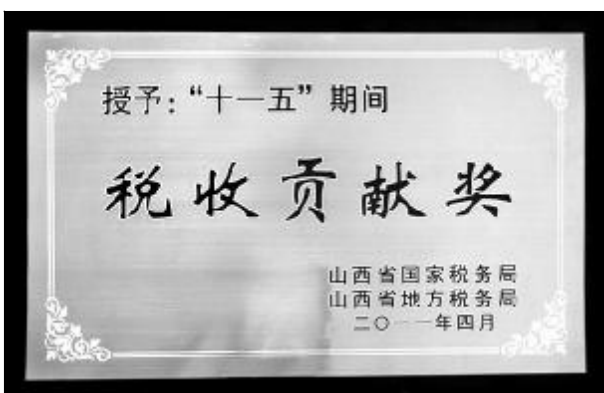 授予：“十一五”期间
税收贡献奖
山西省国家税务局
山西省地方税务局
二〇一一年四月